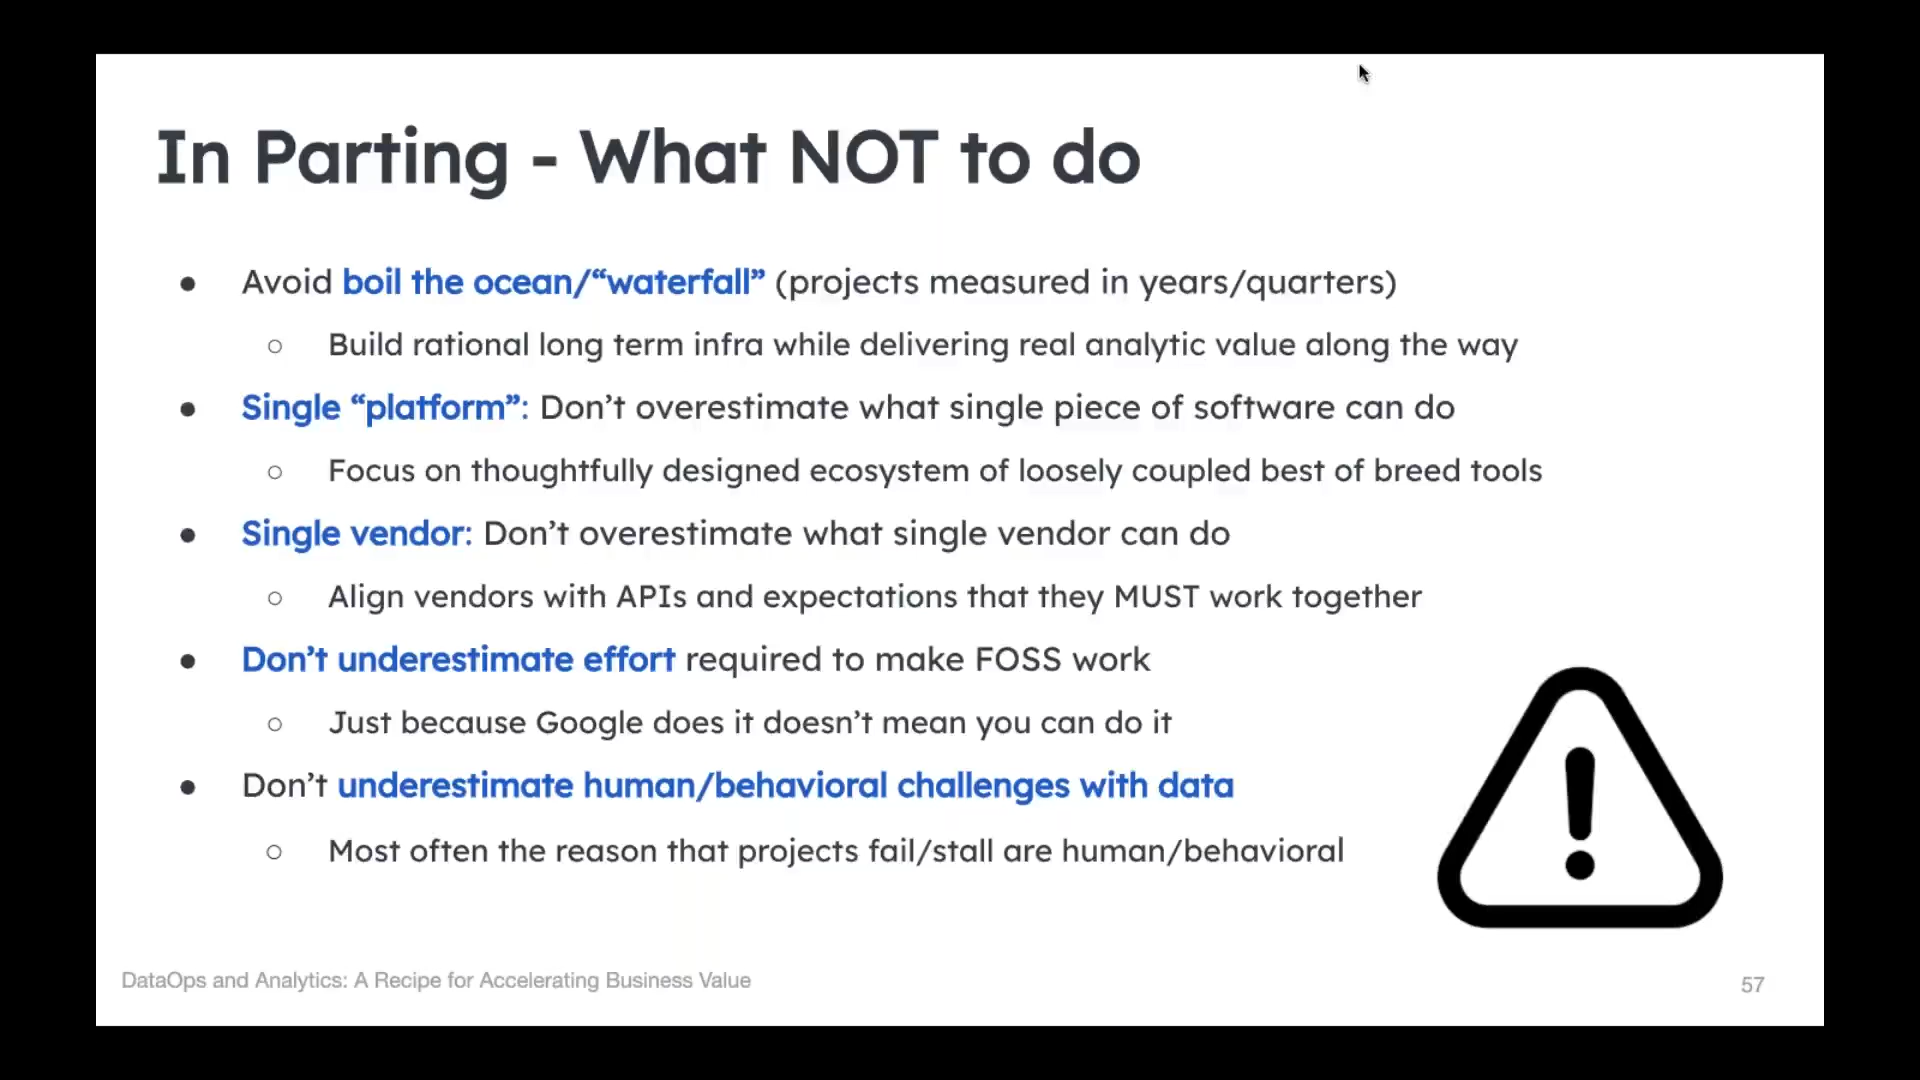 In Parting - What NOT to do
● Avoid boil the ocean/“waterfall” (projects measured in years/quarters)
○ Build rational long term infra while delivering real analytic value along the way
● Single “platform”: Don’t overestimate what single piece of software can do
○ Focus on thoughtfully designed ecosystem of loosely coupled best of breed tools
● Single vendor: Don’t overestimate what single vendor can do
○ Align vendors with APIs and expectations that they MUST work together
● Don’t underestimate effort required to make FOSS work
○ Just because Google does it doesn’t mean you can do it
● Don’t underestimate human/behavioral challenges with data
○ Most often the reason that projects fail/stall are human/behavioral
DataOps and Analytics: A Recipe for Accelerating Business Value
57